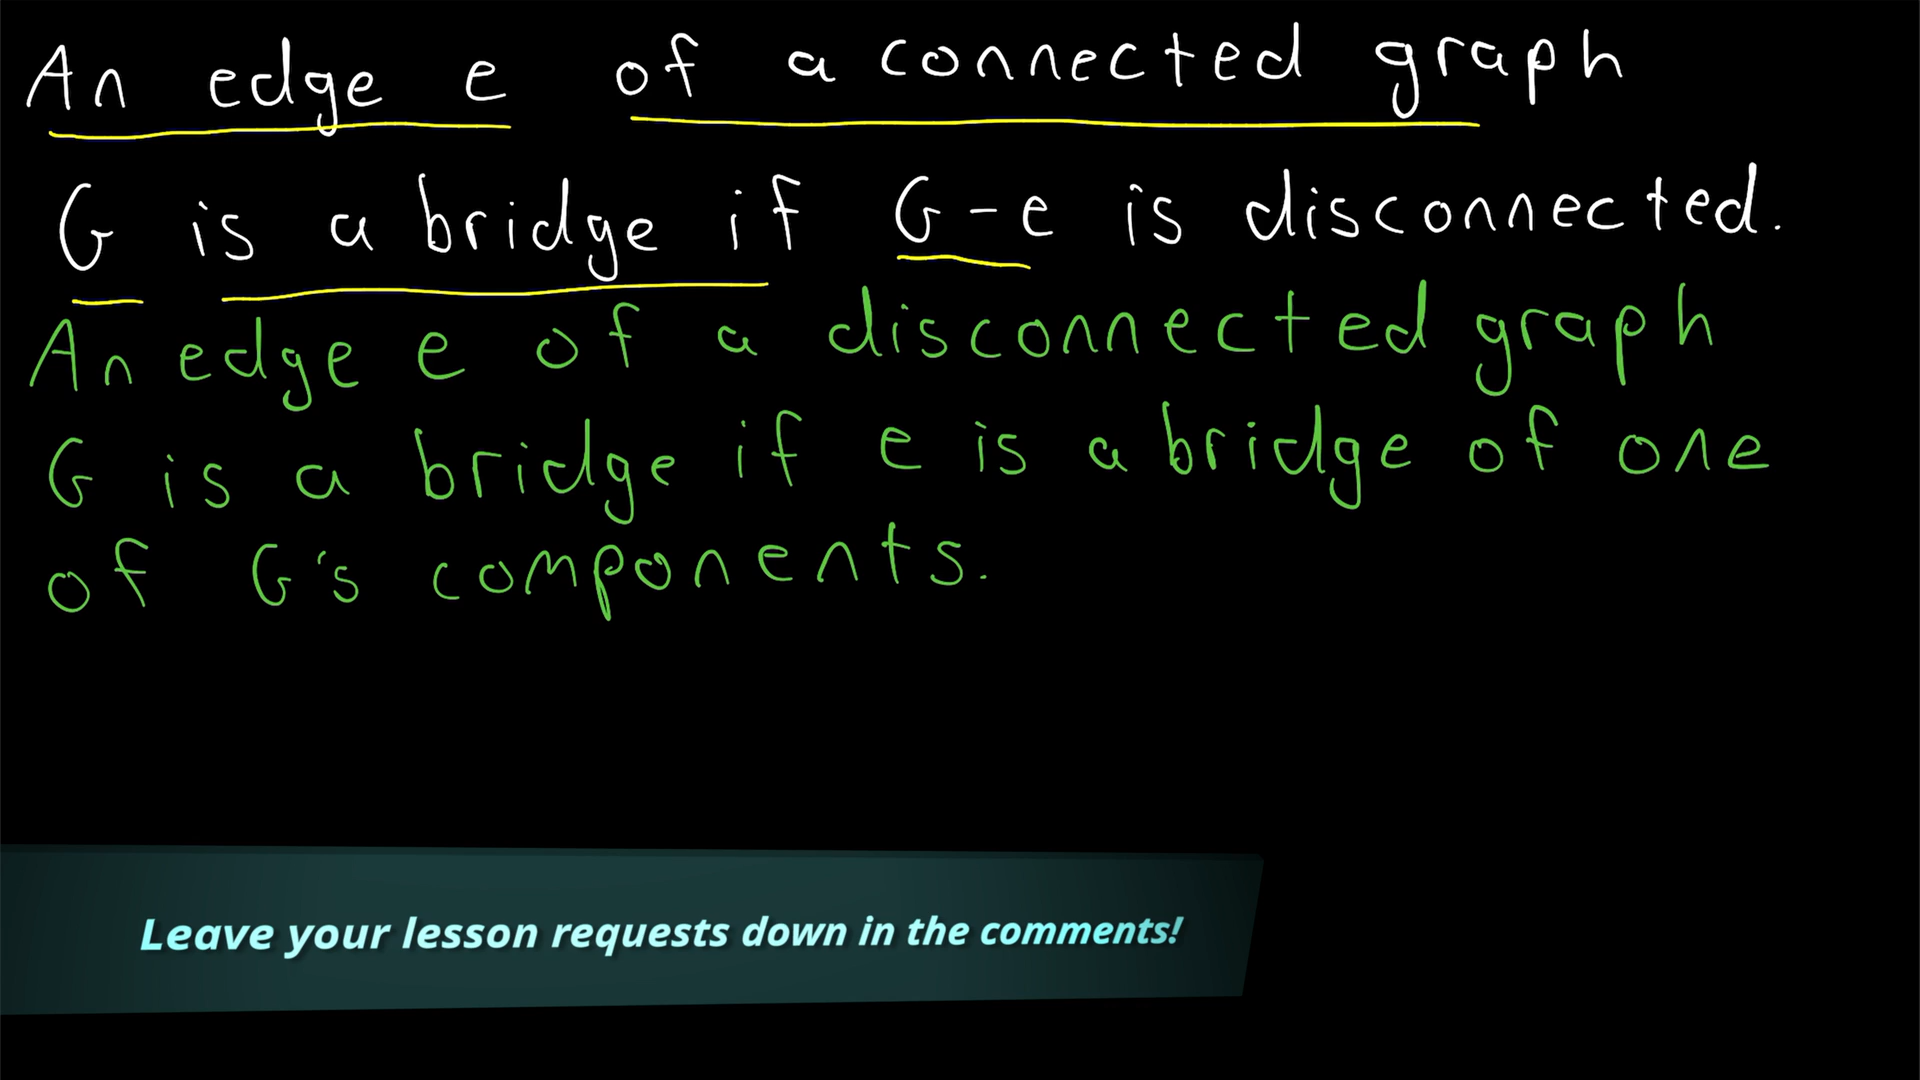 An edge e of a connected graph
G is a bridge if G-e is disconnected.
An edge e of a disconnected graph
G is a bridge if e is a bridge of one
of G's components.
Leave your lesson requests down in the comments!